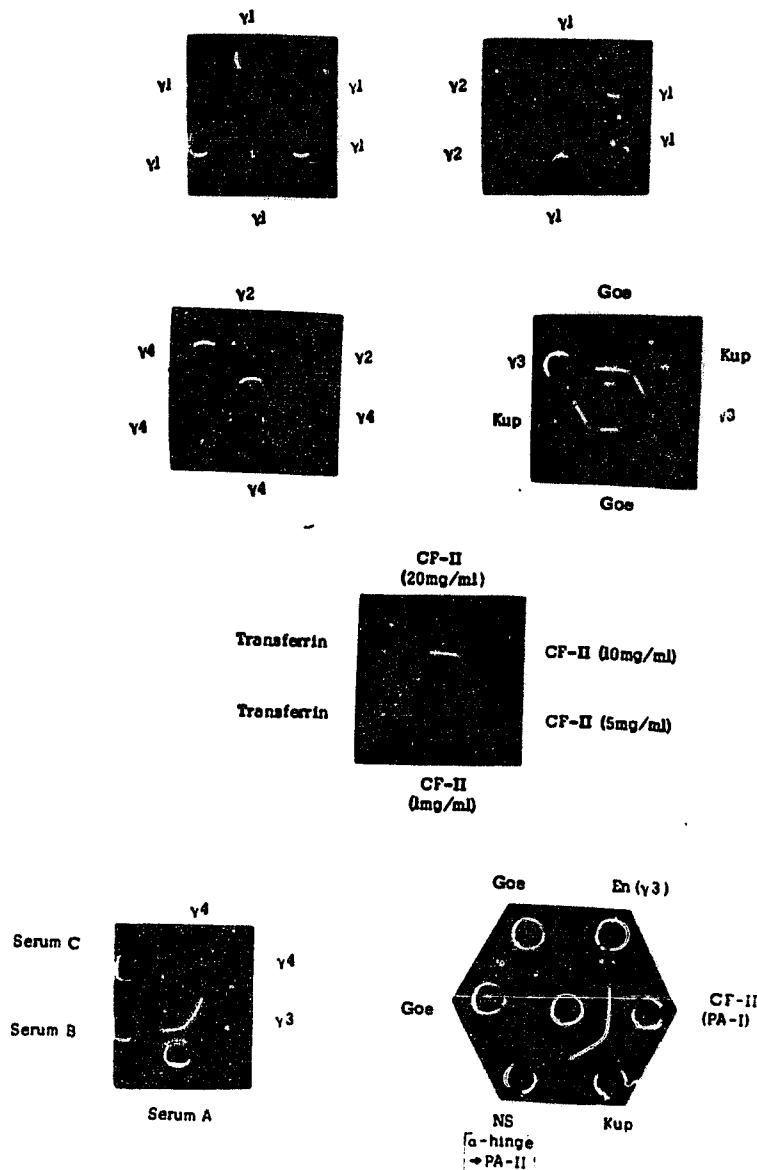 γ1
γ1
γ1
γ1
γ1
γ1
γ1
γ2
γ1
γ2
γ1
γ1
γ2
γ4
γ2
γ4
γ4
γ4
Goe
γ3
Kup
Kup
γ3
Goe
CF-II
(20mg/ml)
Transferrin
CF-II (10mg/ml)
Transferrin
CF-II (5mg/ml)
CF-II
(1mg/ml)
γ4
Serum C
γ4
Serum B
γ3
Serum A
Goe
En (γ3)
Goe
CF-II
(PA-I)
NS
Kup
α-hinge
→PA-II